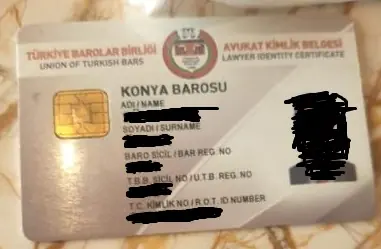 TÜRKİYE BAROLAR BİRLİĞİ
UNION OF TURKISH BARS
AVUKAT KİMLİK BELGESİ
LAWYER IDENTITY CERTIFICATE
KONYA BAROSU
ADI/NAME
SOYADI/SURNAME
BARO SİCİL/BAR REG. NO
T.B.B. SİCİL NO/U.T.B. REG. NO
T.C. KİMLİK NO/R.O.T. ID NUMBER